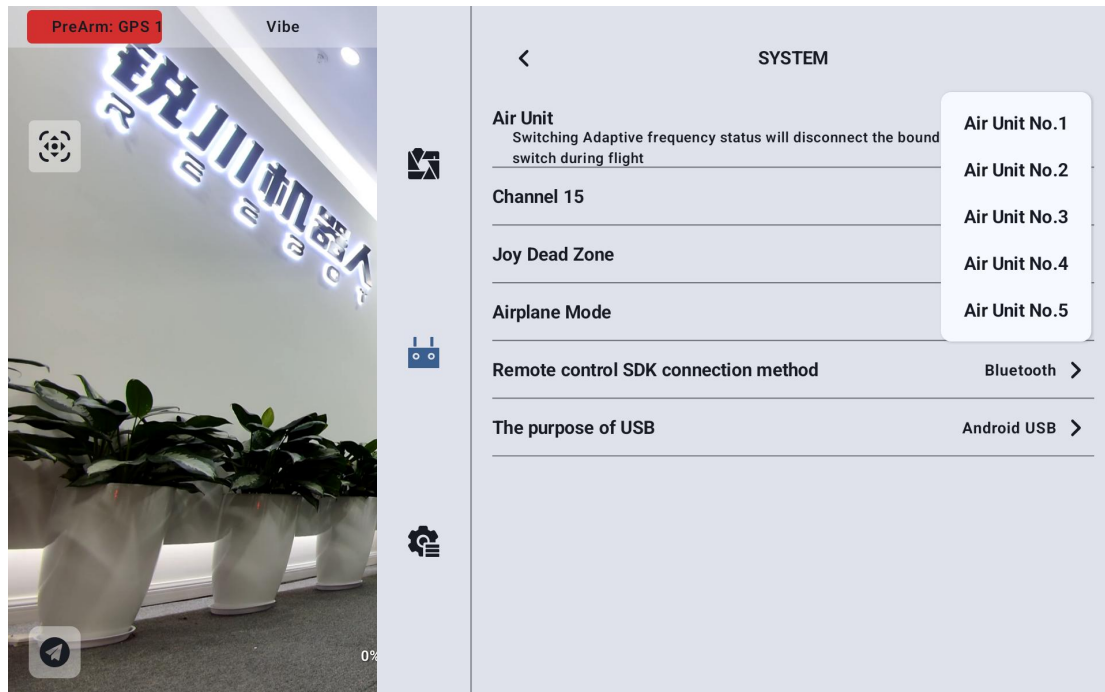 PreArm: GPS 1
Vibe
锐川机器人
REEBOT
0%
SYSTEM
Air Unit
Switching Adaptive frequency status will disconnect the bound
switch during flight
Channel 15
Joy Dead Zone
Airplane Mode
Remote control SDK connection method
Bluetooth
The purpose of USB
Android USB
Air Unit No.1
Air Unit No.2
Air Unit No.3
Air Unit No.4
Air Unit No.5